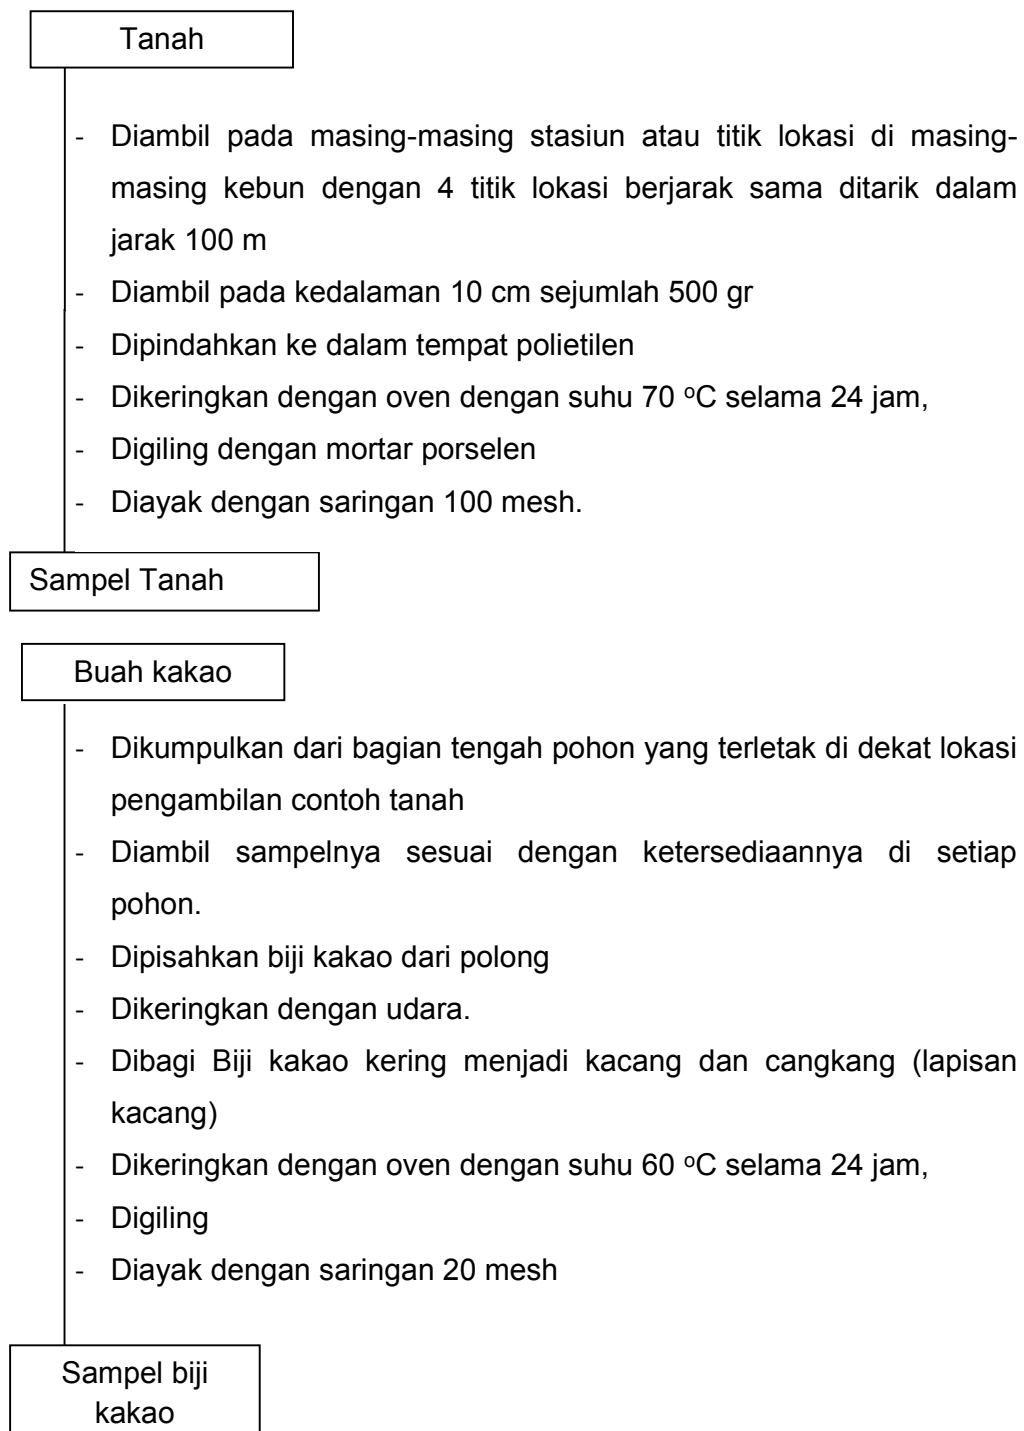 Tanah
- Diambil pada masing-masing stasiun atau titik lokasi di masing-
masing kebun dengan 4 titik lokasi berjarak sama ditarik dalam
jarak 100 m
- Diambil pada kedalaman 10 cm sejumlah 500 gr
- Dipindahkan ke dalam tempat polietilen
- Dikeringkan dengan oven dengan suhu 70 ᵒC selama 24 jam,
- Digiling dengan mortar porselen
- Diayak dengan saringan 100 mesh.
Sampel Tanah
Buah kakao
- Dikumpulkan dari bagian tengah pohon yang terletak di dekat lokasi
pengambilan contoh tanah
- Diambil sampelnya sesuai dengan ketersediaannya di setiap
pohon.
- Dipisahkan biji kakao dari polong
- Dikeringkan dengan udara.
- Dibagi Biji kakao kering menjadi kacang dan cangkang (lapisan
kacang)
- Dikeringkan dengan oven dengan suhu 60 ᵒC selama 24 jam,
- Digiling
- Diayak dengan saringan 20 mesh
Sampel biji
kakao